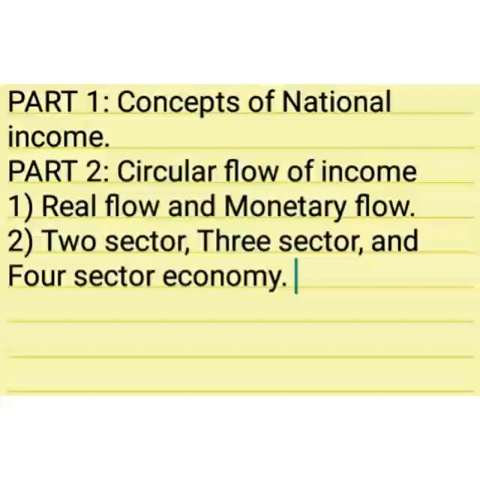 PART 1: Concepts of National
income.
PART 2: Circular flow of income
1) Real flow and Monetary flow.
2) Two sector, Three sector, and
Four sector economy.